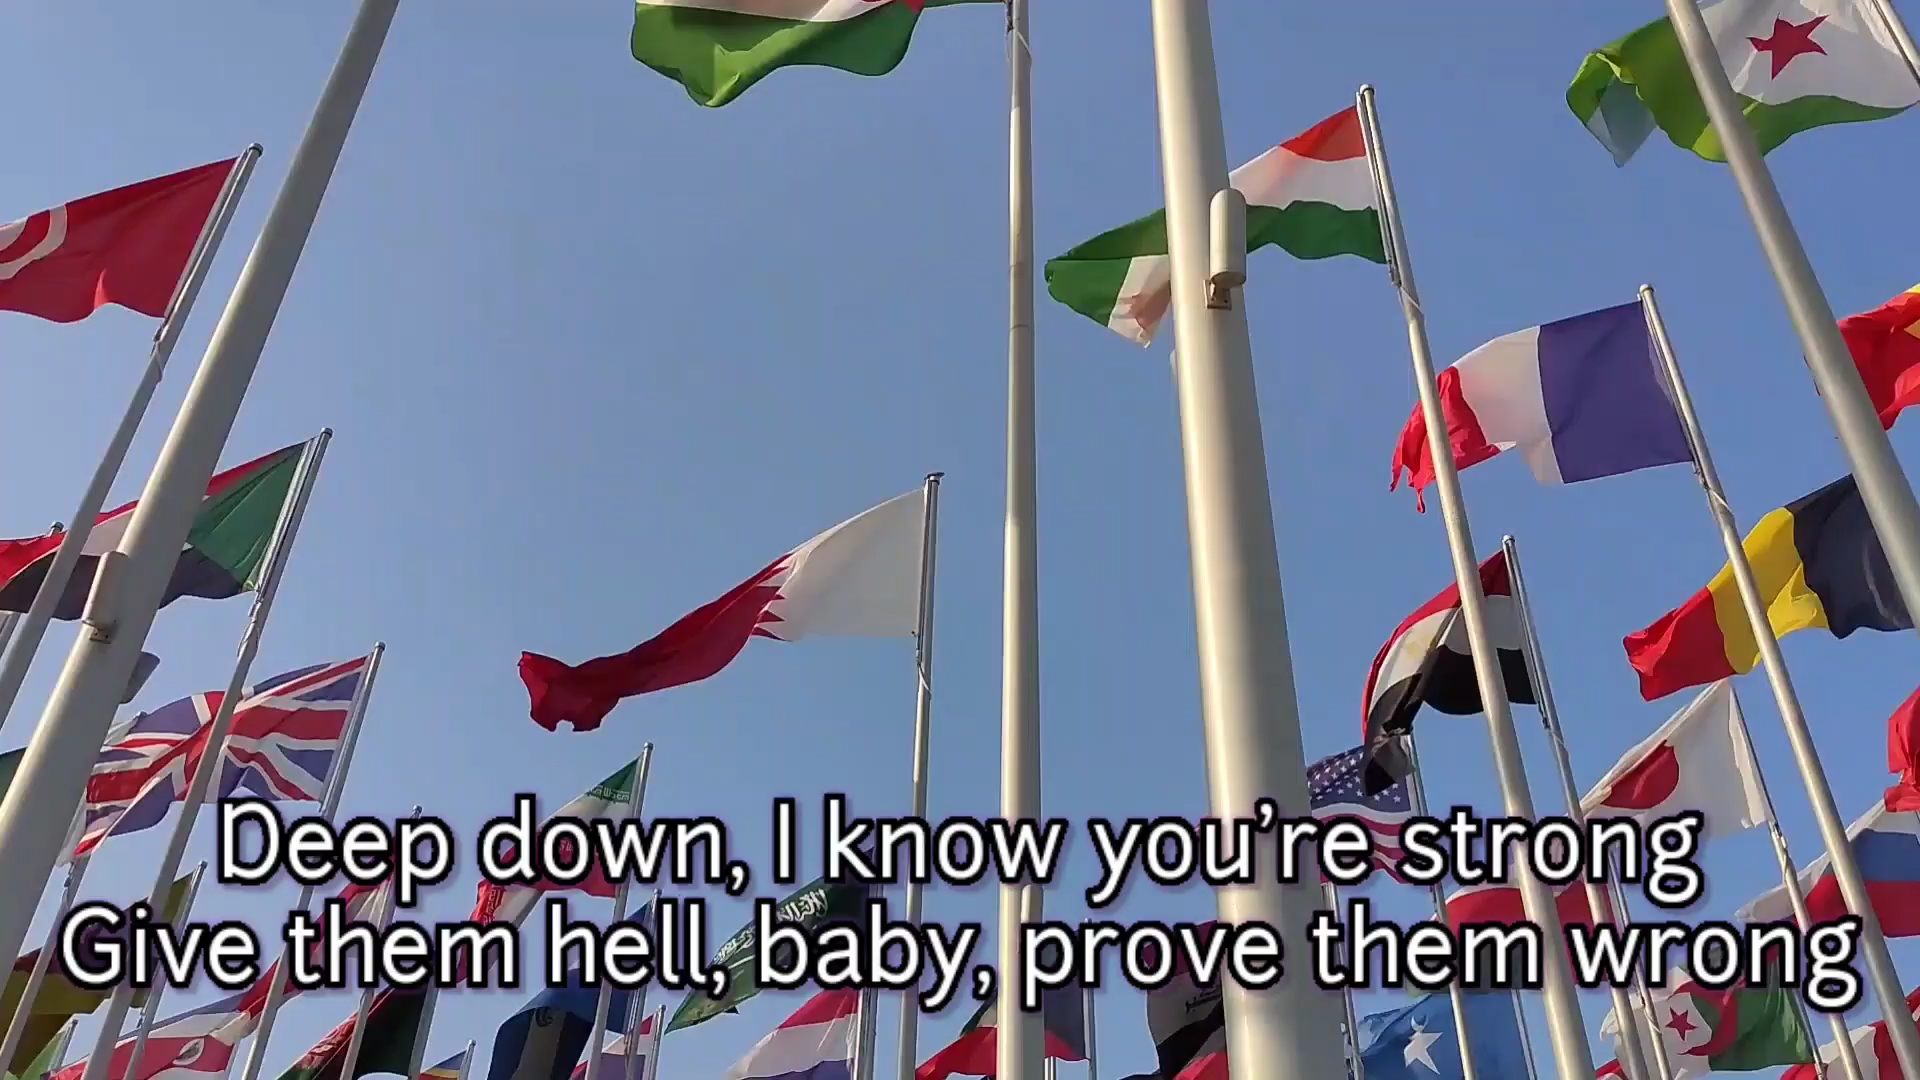 Deep down, I know you’re strong
Give them hell, baby, prove them wrong